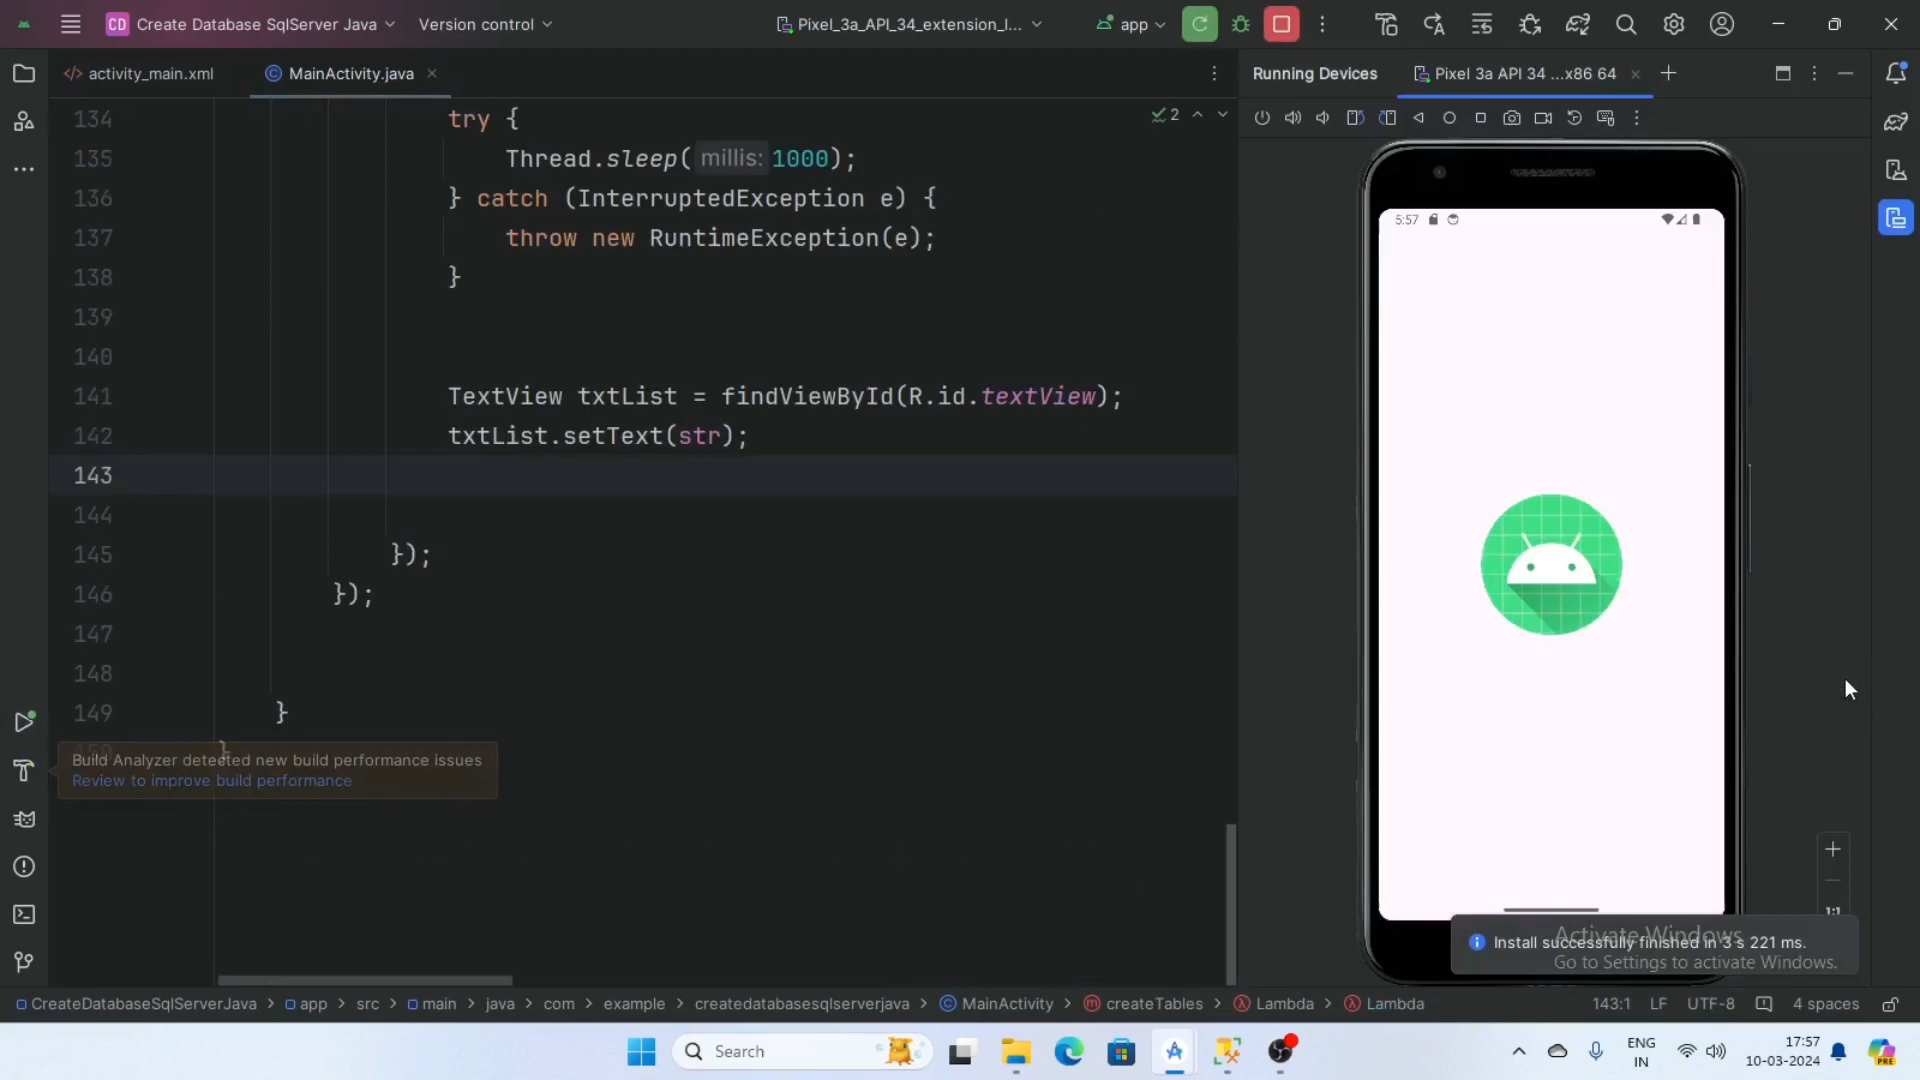 CD Create Database SqlServer Java Version control Pixel_3a_API_34_extension_l... app
</> activity_main.xml © MainActivity.java Running Devices Pixel 3a API 34 ...x86 64
2
134 try {
135 Thread.sleep( millis: 1000);
136 } catch (InterruptedException e) {
137 throw new RuntimeException(e);
138 }
139
140
141 TextView txtList = findViewById(R.id.textView);
142 txtList.setText(str);
143
144
145 });
146 });
147
148
149 }
150 }
Build Analyzer detected new build performance issues
Review to improve build performance
5:57
1:1
Install successfully finished in 3 s 221 ms.
Activate Windows
Go to Settings to activate Windows.
CreateDatabaseSqlServerJava > app > src > main > java > com > example > createdatabasesqlserverjava > MainActivity > createTables > Lambda > Lambda 143:1 LF UTF-8 4 spaces
Search
ENG
IN
17:57
10-03-2024
PRE